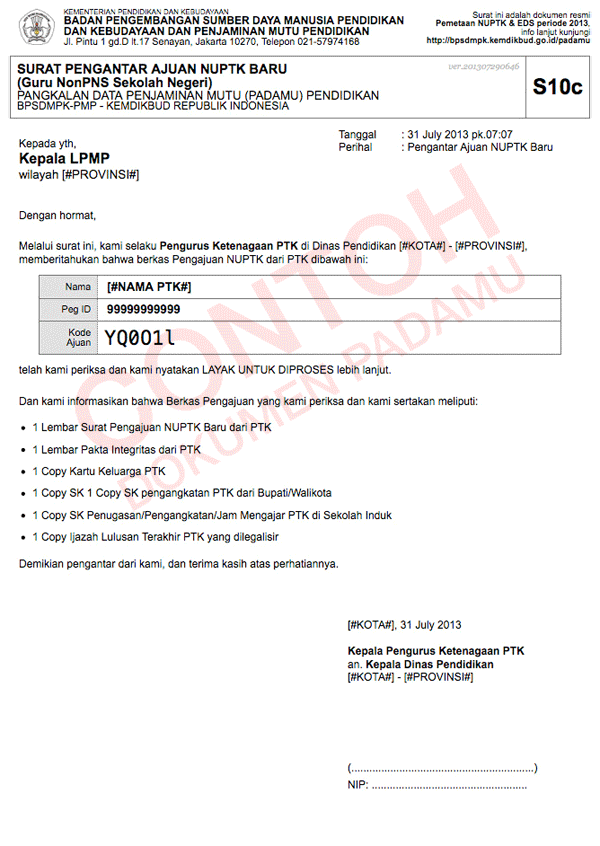 KEMENTERIAN PENDIDIKAN DAN KEBUDAYAAN
BADAN PENGEMBANGAN SUMBER DAYA MANUSIA PENDIDIKAN
DAN KEBUDAYAAN DAN PENJAMINAN MUTU PENDIDIKAN
Jl. Pintu 1 gd.D lt.17 Senayan, Jakarta 10270, Telepon 021-57974168
Surat ini adalah dokumen resmi
Pemetaan NUPTK & EDS periode 2013,
info lanjut kunjungi
http://bpsdmpk.kemdikbud.go.id/padamu
SURAT PENGANTAR AJUAN NUPTK BARU
(Guru NonPNS Sekolah Negeri)
PANGKALAN DATA PENJAMINAN MUTU (PADAMU) PENDIDIKAN
BPSDMPK-PMP - KEMDIKBUD REPUBLIK INDONESIA
ver.201307290646
S10c
Tanggal : 31 July 2013 pk.07:07
Perihal : Pengantar Ajuan NUPTK Baru
Kepada yth,
Kepala LPMP
wilayah [#PROVINSI#]
Dengan hormat,
Melalui surat ini, kami selaku Pengurus Ketenagaan PTK di Dinas Pendidikan [#KOTA#] - [#PROVINSI#],
memberitahukan bahwa berkas Pengajuan NUPTK dari PTK dibawah ini:
Nama [#NAMA PTK#]
Peg ID 99999999999
Kode Ajuan YQ0O1l
telah kami periksa dan kami nyatakan LAYAK UNTUK DIPROSES lebih lanjut.
Dan kami informasikan bahwa Berkas Pengajuan yang kami periksa dan kami sertakan meliputi:
• 1 Lembar Surat Pengajuan NUPTK Baru dari PTK
• 1 Lembar Pakta Integritas dari PTK
• 1 Copy Kartu Keluarga PTK
• 1 Copy SK 1 Copy SK pengangkatan PTK dari Bupati/Walikota
• 1 Copy SK Penugasan/Pengangkatan/Jam Mengajar PTK di Sekolah Induk
• 1 Copy Ijazah Lulusan Terakhir PTK yang dilegalisir
Demikian pengantar dari kami, dan terima kasih atas perhatiannya.
[#KOTA#], 31 July 2013
Kepala Pengurus Ketenagaan PTK
an. Kepala Dinas Pendidikan
[#KOTA#] - [#PROVINSI#]
(................................................................)
NIP: .....................................................
CONTOH
DOKUMEN PADAMU